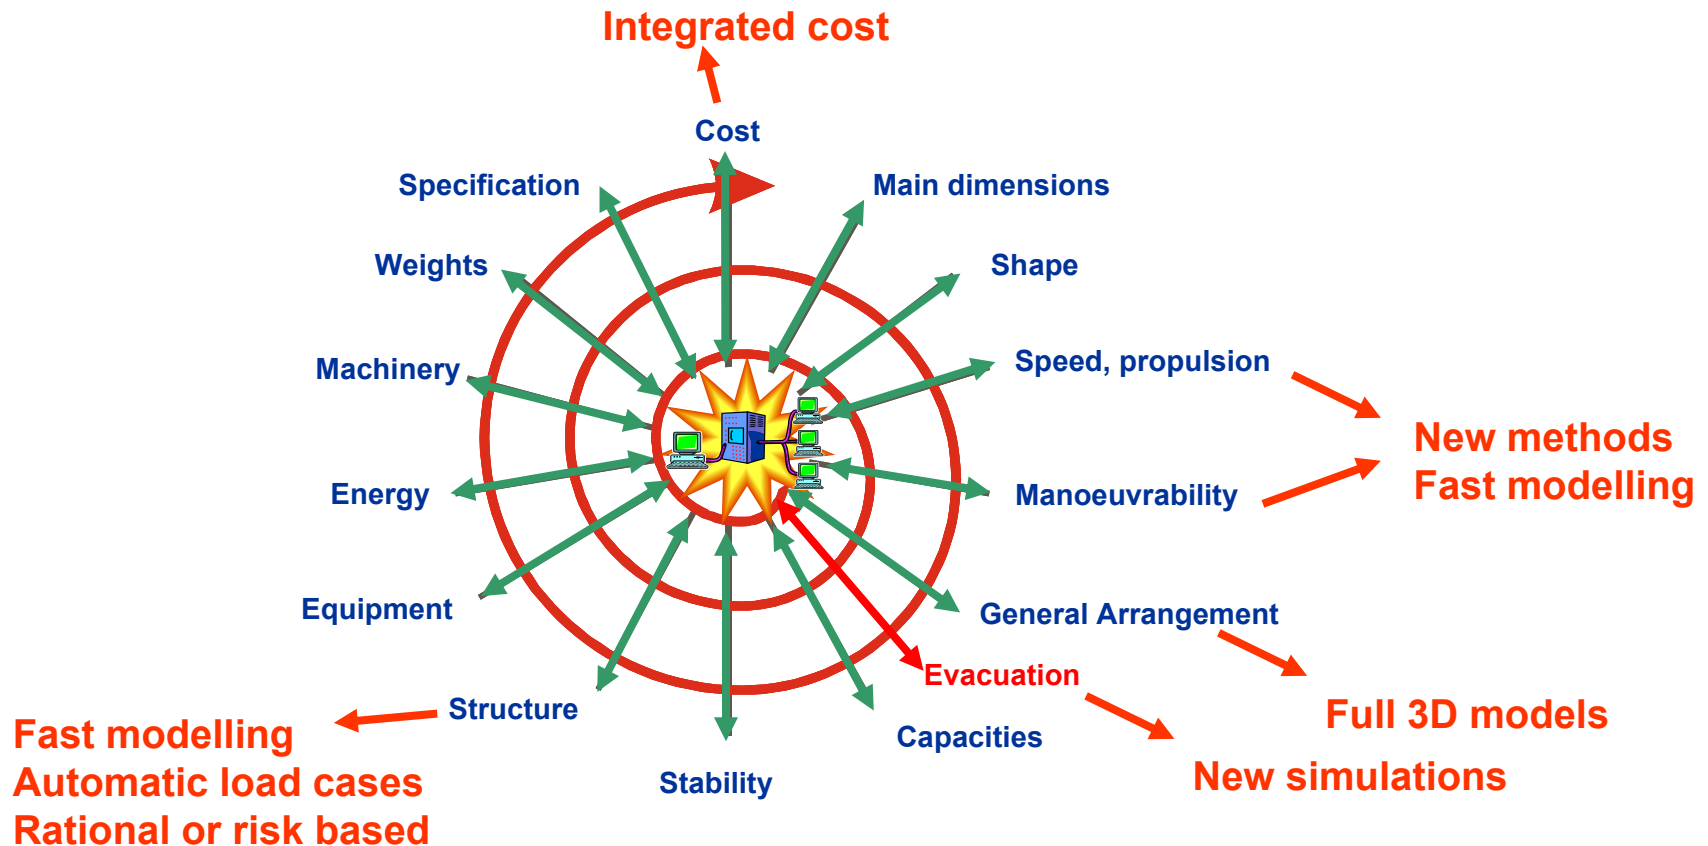 Integrated cost
Cost
Specification
Main dimensions
Weights
Shape
Machinery
Speed, propulsion
New methods
Fast modelling
Energy
Manoeuvrability
Equipment
General Arrangement
Evacuation
Structure
Full 3D models
Capacities
Fast modelling
Automatic load cases
Rational or risk based
Stability
New simulations